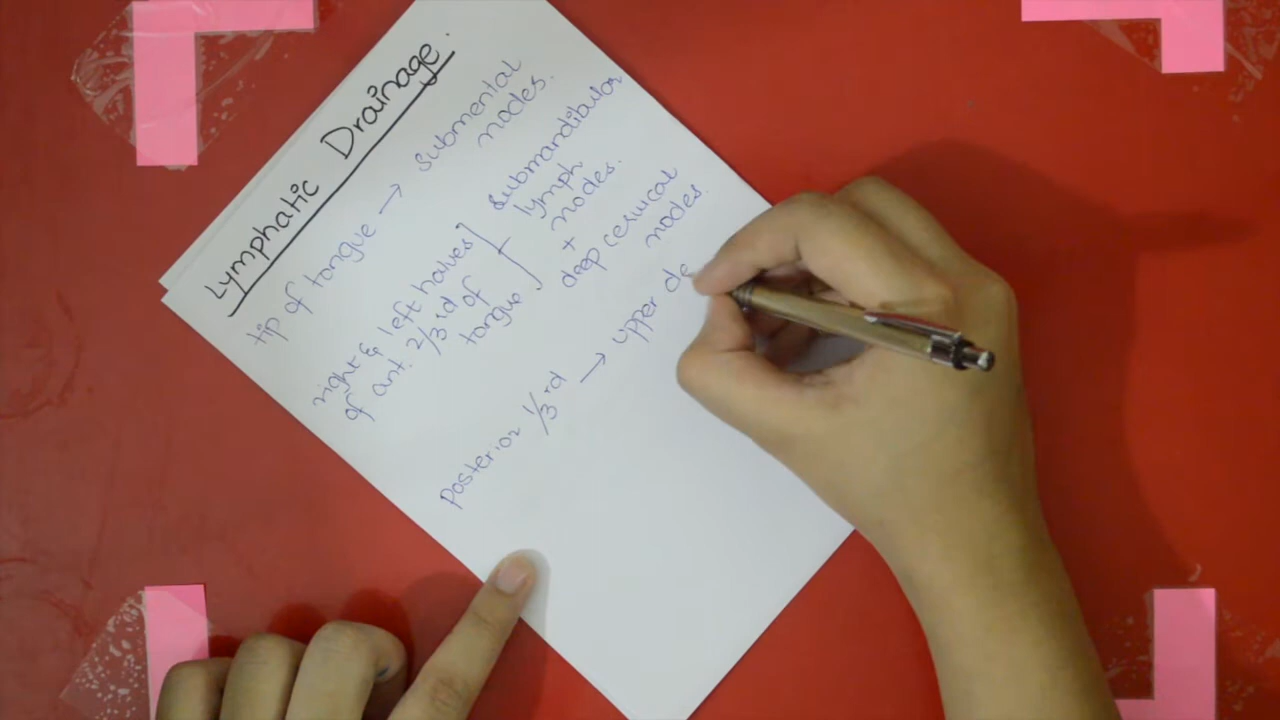 Lymphatic Drainage.
tip of tongue → submental
nodes.
right & left halves
of ant. 2/3rd of
tongue
submandibular
lymph
nodes.
+
deep cervical
nodes.
Posterior 1/3rd → upper de